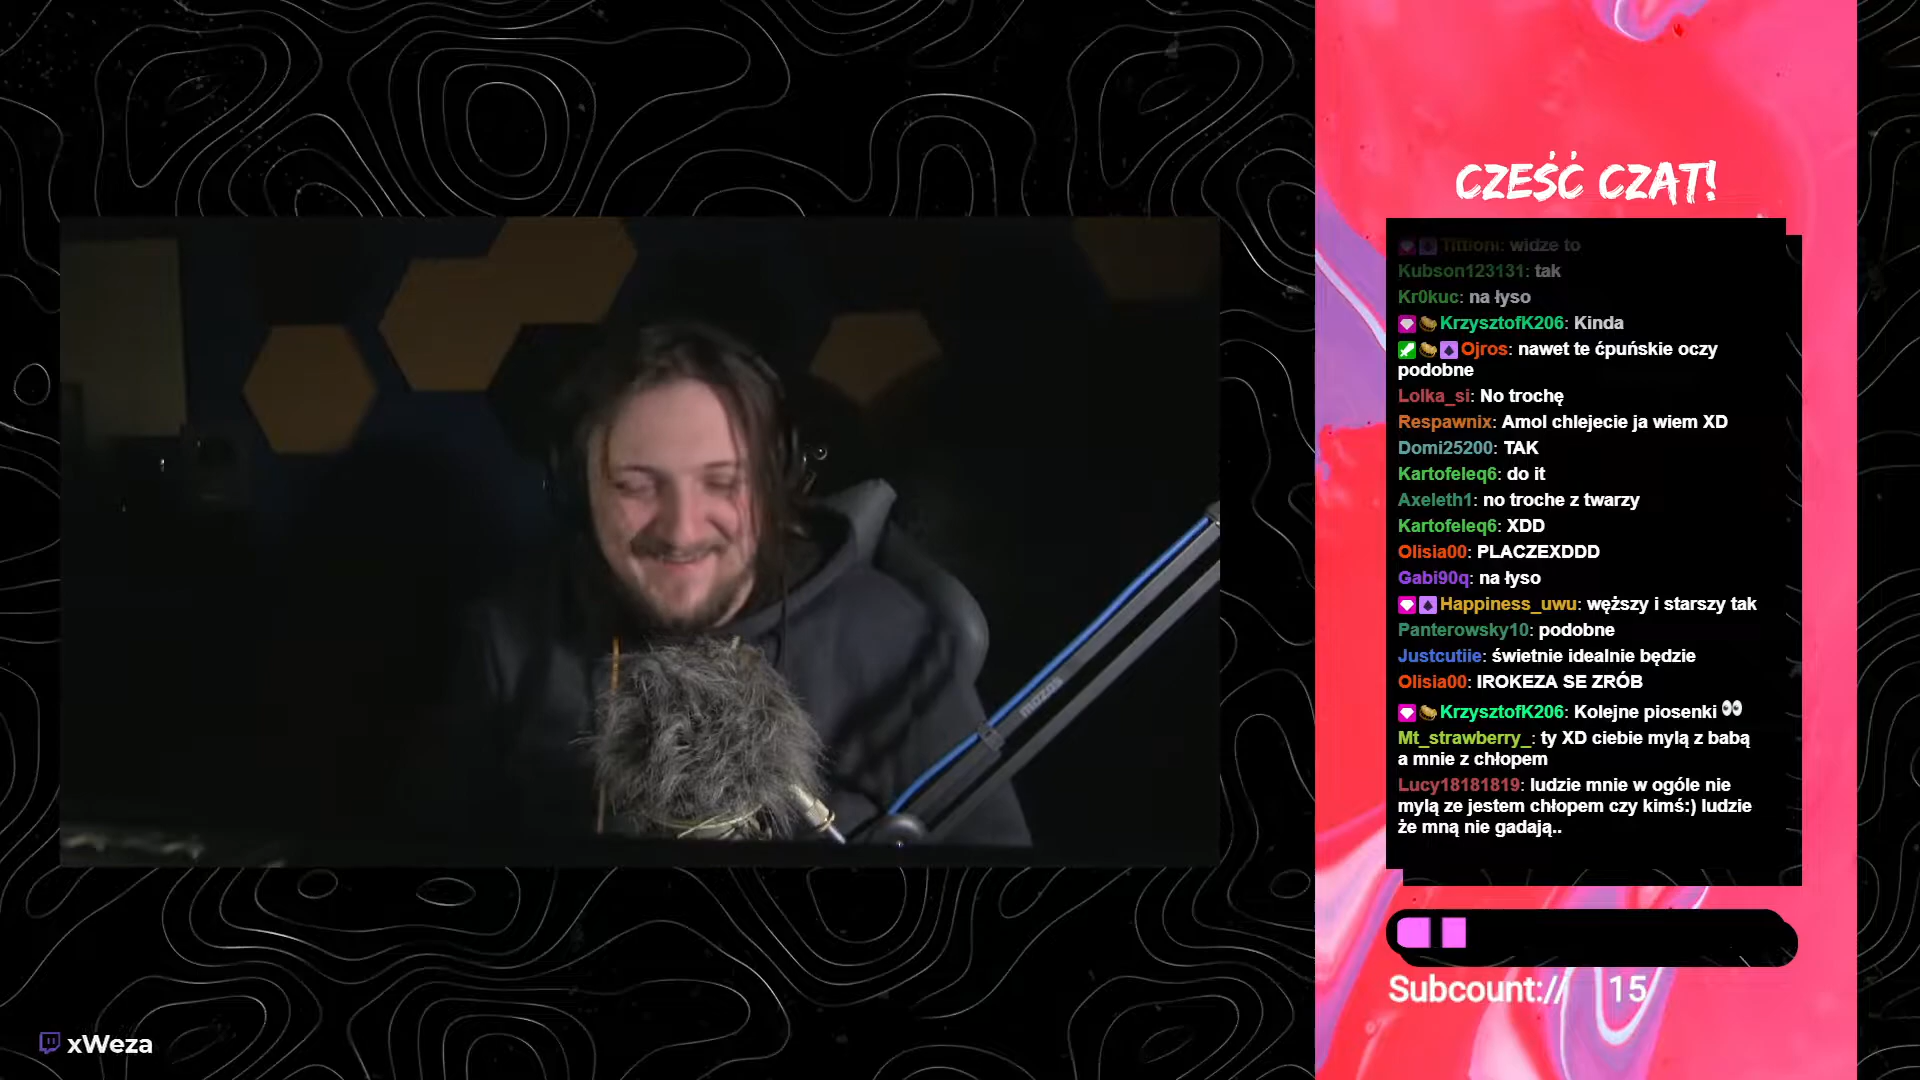 CZEŚĆ CZAT!
Tittioni: widze to
Kubson123131: tak
Kr0kuc: na łyso
KrzysztofK206: Kinda
Ojros: nawet te ćpuńskie oczy
podobne
Lolka_si: No trochę
Respawnix: Amol chlejecie ja wiem XD
Domi25200: TAK
Kartofeleq6: do it
Axeleth1: no troche z twarzy
Kartofeleq6: XDD
Olisia00: PLACZEXDDD
Gabi90q: na łyso
Happiness_uwu: węższy i starszy tak
Panterowsky10: podobne
Justcutiie: świetnie idealnie będzie
Olisia00: IROKEZA SE ZRÓB
KrzysztofK206: Kolejne piosenki 👀
Mt_strawberry_: ty XD ciebie mylą z babą
a mnie z chłopem
Lucy18181819: ludzie mnie w ogóle nie
mylą ze jestem chłopem czy kimś:) ludzie
że mną nie gadają..
Subcount:// 15
mozos
xWeza